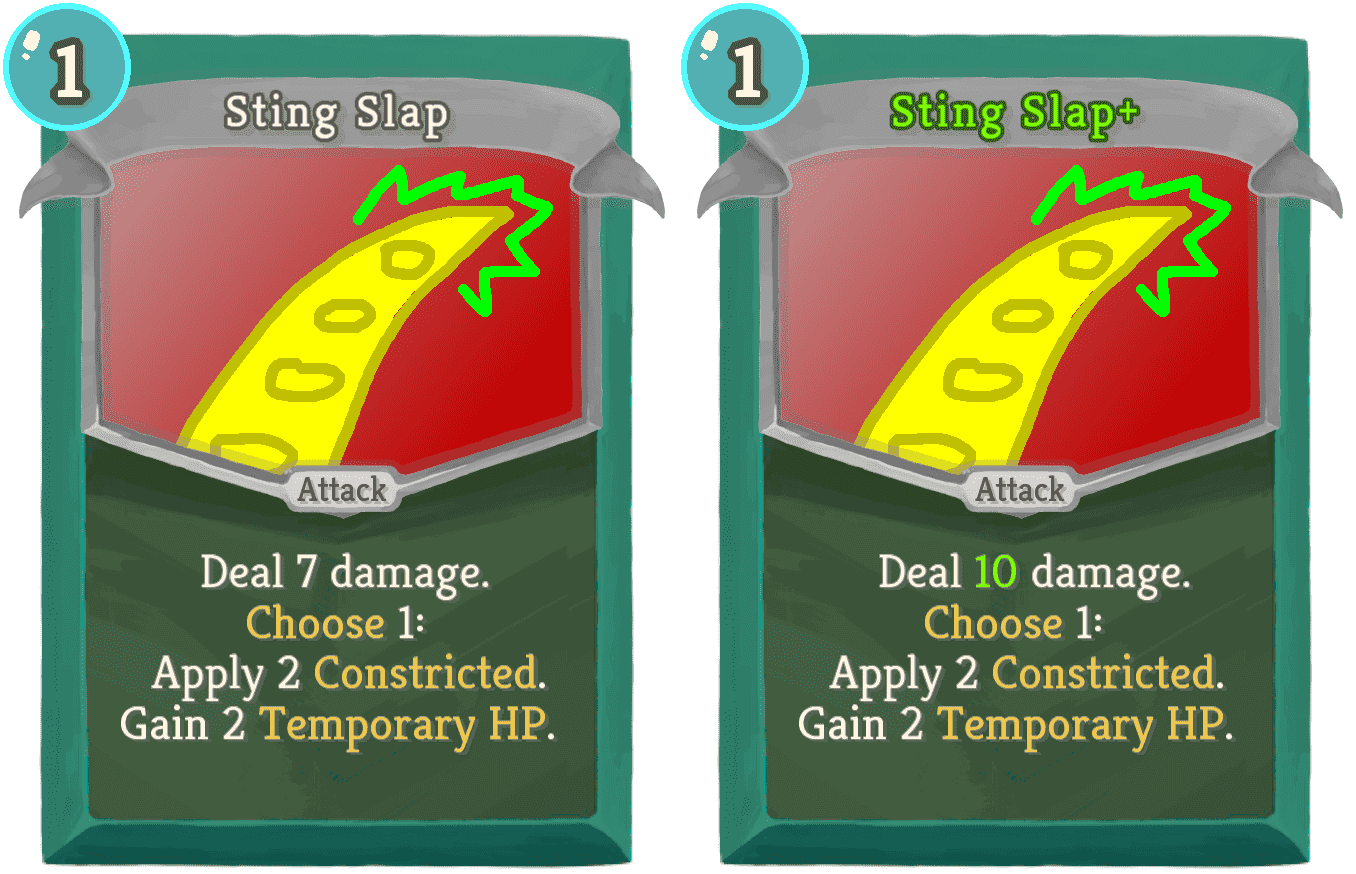 1
Sting Slap
Attack
Deal 7 damage.
Choose 1:
Apply 2 Constricted.
Gain 2 Temporary HP.
1
Sting Slap+
Attack
Deal 10 damage.
Choose 1:
Apply 2 Constricted.
Gain 2 Temporary HP.